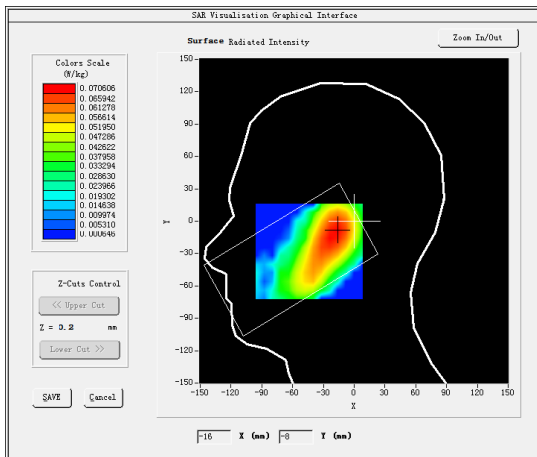 SAR Visualisation Graphical Interface
Surface Radiated Intensity
Zoom In/Out
Colors Scale
(W/kg)
0.070606
0.065942
0.061278
0.056614
0.051950
0.047286
0.042622
0.037958
0.033294
0.028630
0.023966
0.019302
0.014638
0.009974
0.005310
0.000646
Z-Cuts Control
<< Upper Cut
Z = 0.2 mm
Lower Cut >>
SAVE
Cancel
150
120
90
60
30
0
-30
-60
-90
-120
-150
Y
-150 -120 -90 -60 -30 0 30 60 90 120 150
X
-16 X (mm) -8 Y (mm)